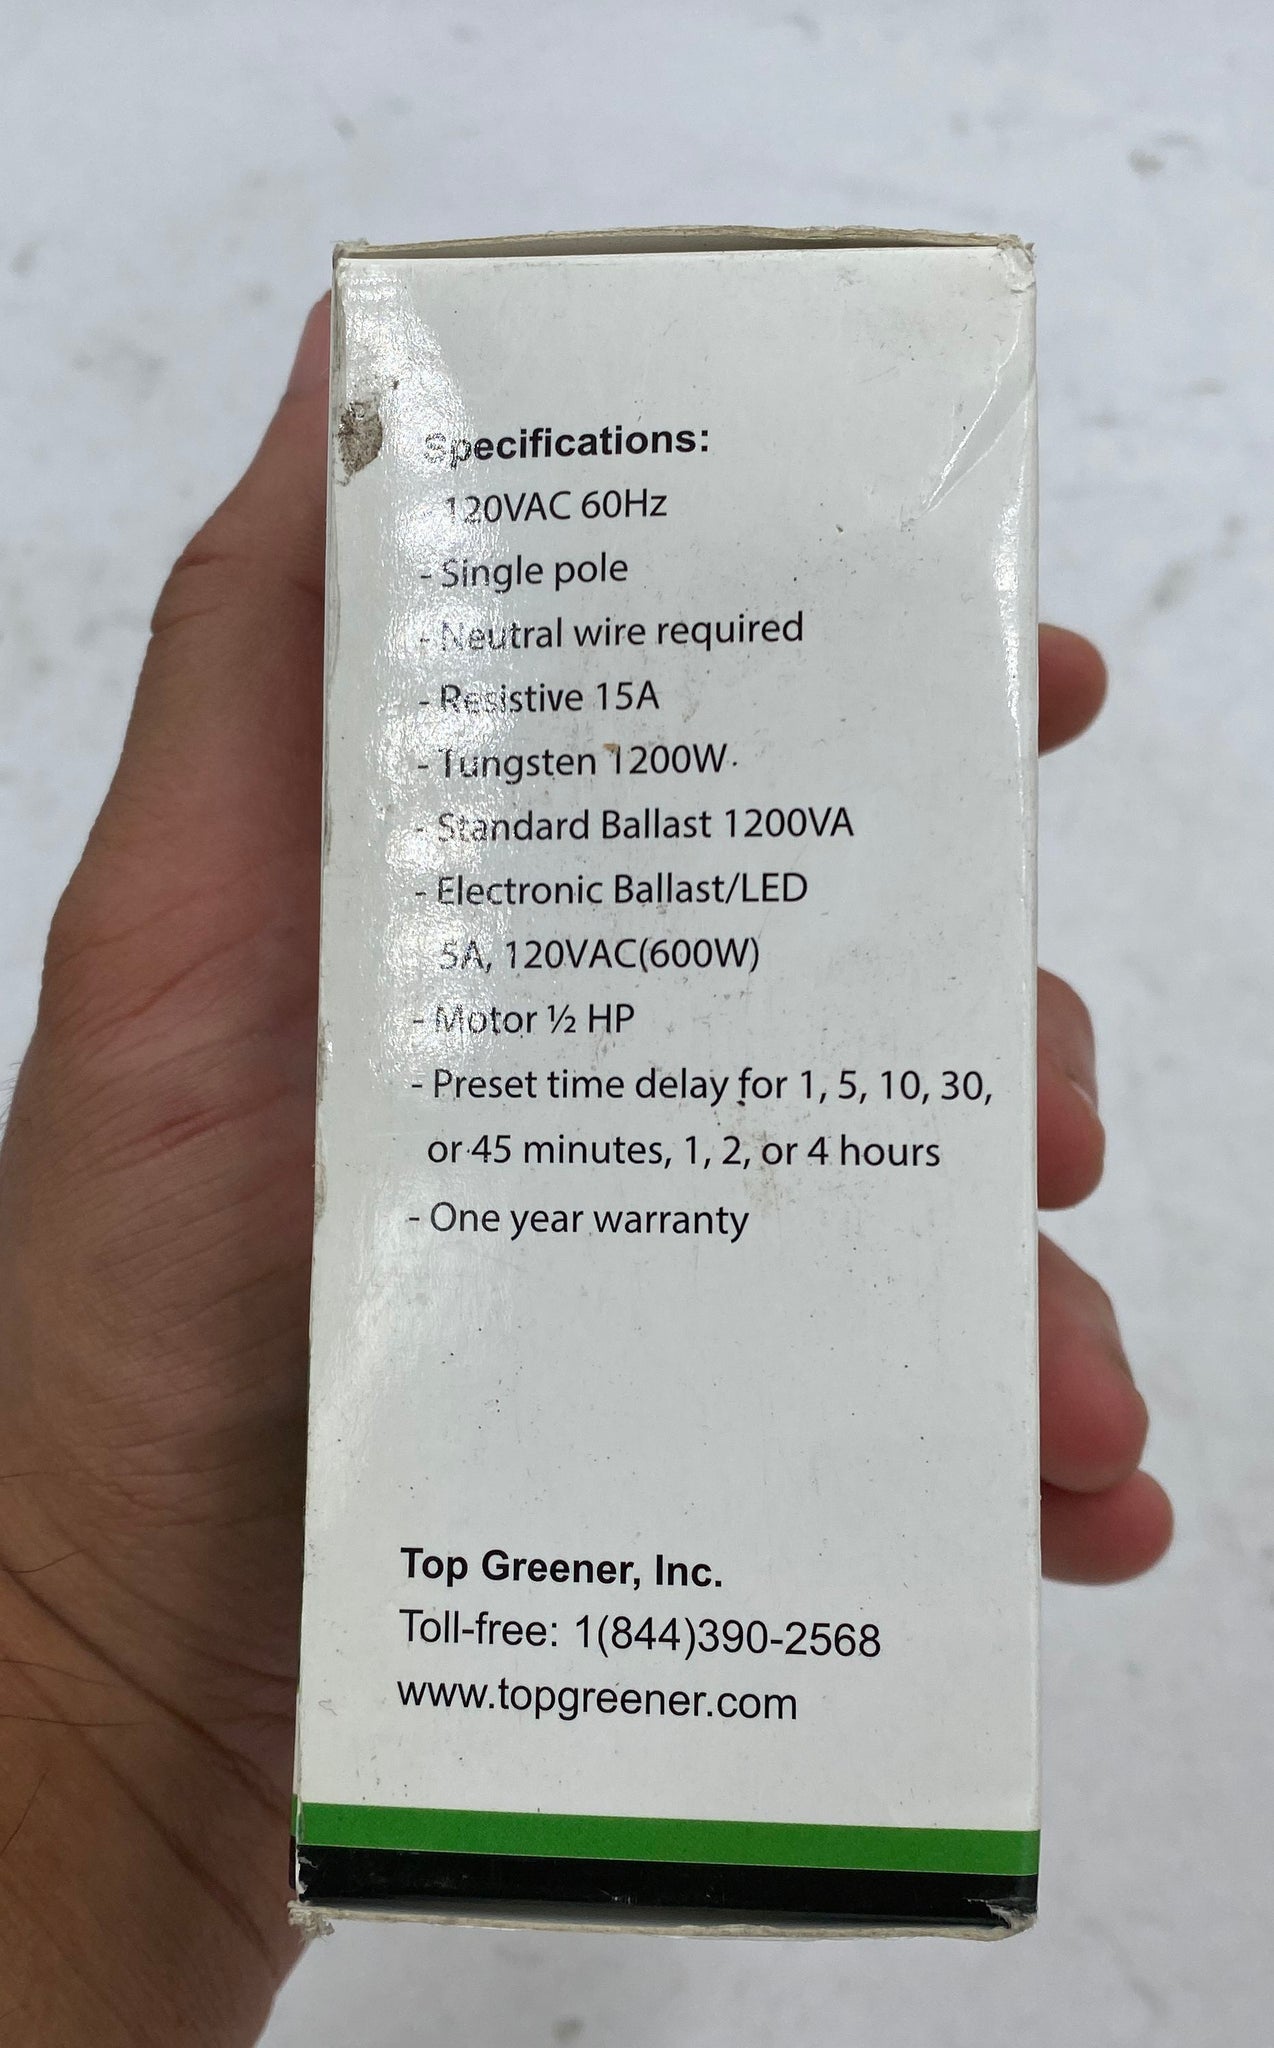 Specifications:
- 120VAC 60Hz
- Single pole
- Neutral wire required
- Resistive 15A
- Tungsten 1200W
- Standard Ballast 1200VA
- Electronic Ballast/LED
5A, 120VAC(600W)
- Motor ½ HP
- Preset time delay for 1, 5, 10, 30,
or 45 minutes, 1, 2, or 4 hours
- One year warranty
Top Greener, Inc.
Toll-free: 1(844)390-2568
www.topgreener.com